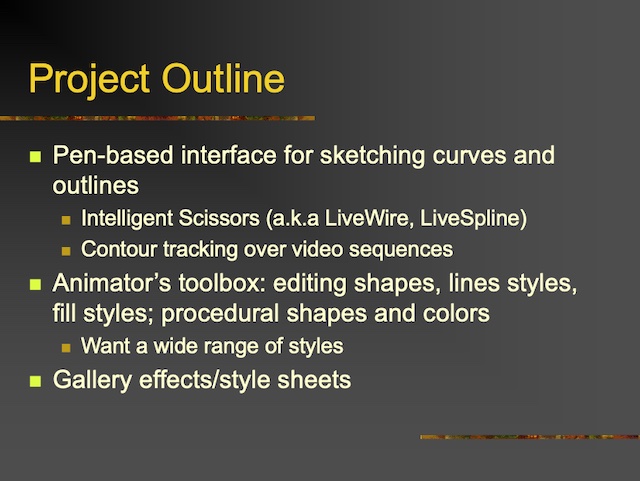 Project Outline
Pen-based interface for sketching curves and
outlines
Intelligent Scissors (a.k.a LiveWire, LiveSpline)
Contour tracking over video sequences
Animator’s toolbox: editing shapes, lines styles,
fill styles; procedural shapes and colors
Want a wide range of styles
Gallery effects/style sheets